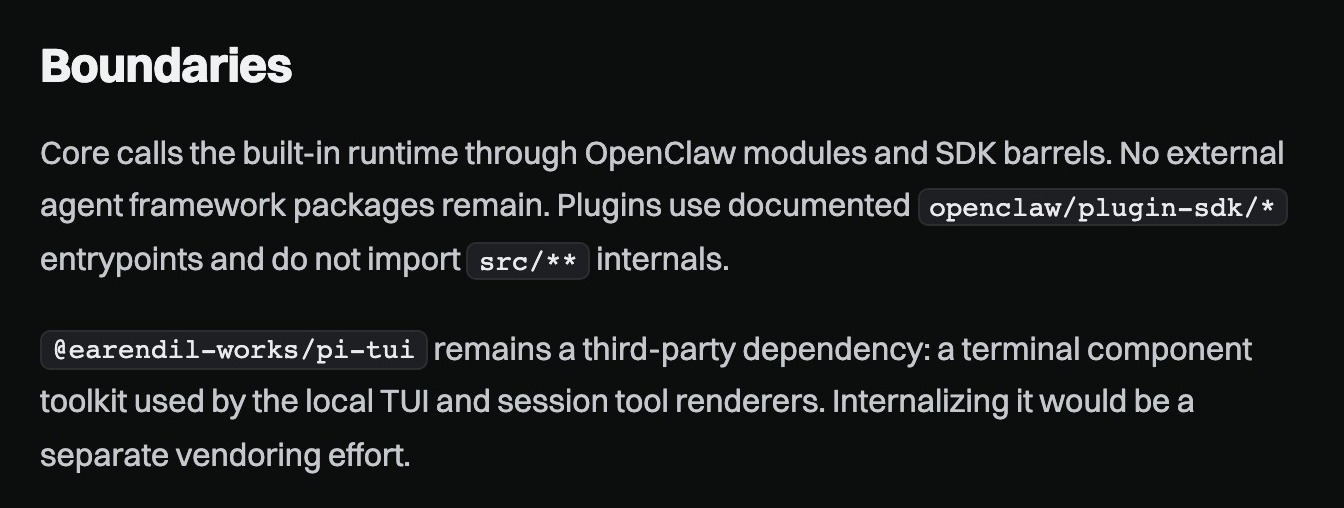 Boundaries
Core calls the built-in runtime through OpenClaw modules and SDK barrels. No external
agent framework packages remain. Plugins use documented openclaw/plugin-sdk/*
entrypoints and do not import src/** internals.
@earendil-works/pi-tui remains a third-party dependency: a terminal component
toolkit used by the local TUI and session tool renderers. Internalizing it would be a
separate vendoring effort.